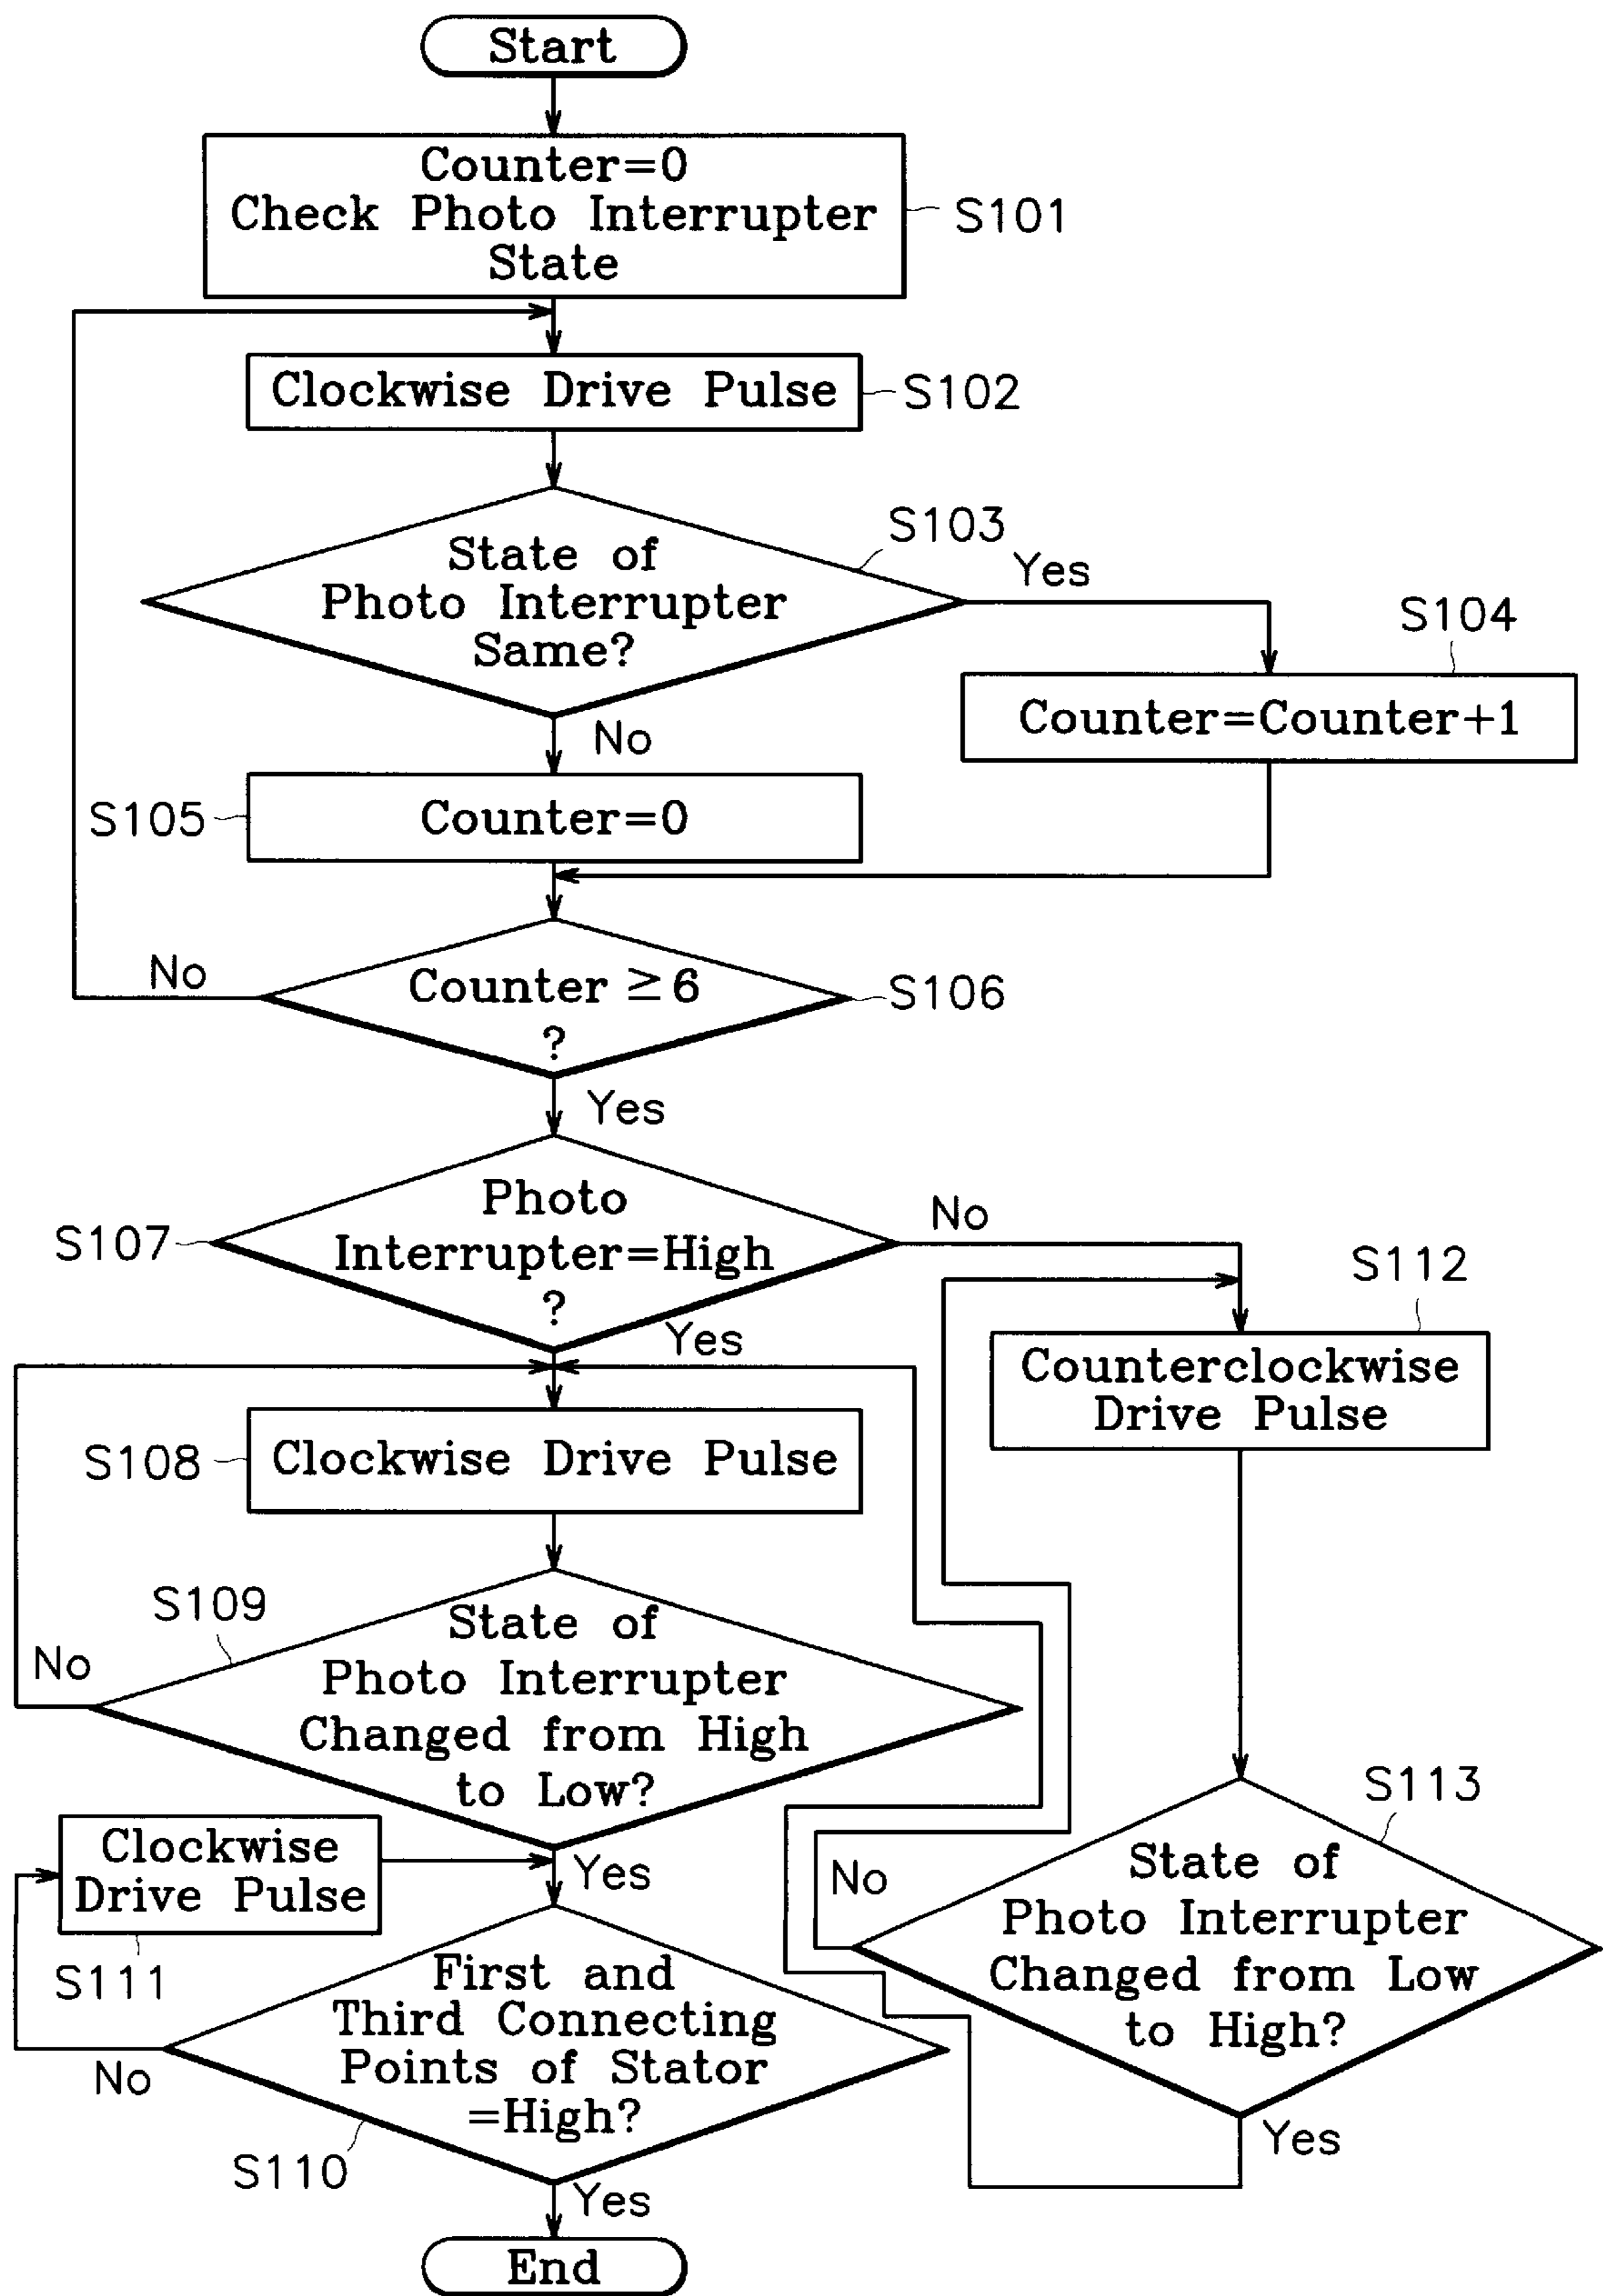 Start
Counter=0
Check Photo Interrupter
State
S101
Clockwise Drive Pulse
S102
State of
Photo Interrupter
Same?
S103
Yes
S104
Counter=Counter+1
No
S105
Counter=0
No
Counter ≥6
?
S106
Yes
S107
Photo
Interrupter=High
?
No
Yes
S112
Counterclockwise
Drive Pulse
S108
Clockwise Drive Pulse
S109
No
State of
Photo Interrupter
Changed from High
to Low?
Yes
S113
No
State of
Photo Interrupter
Changed from Low
to High?
Yes
Clockwise
Drive Pulse
S111
No
First and
Third Connecting
Points of Stator
=High?
S110
Yes
End